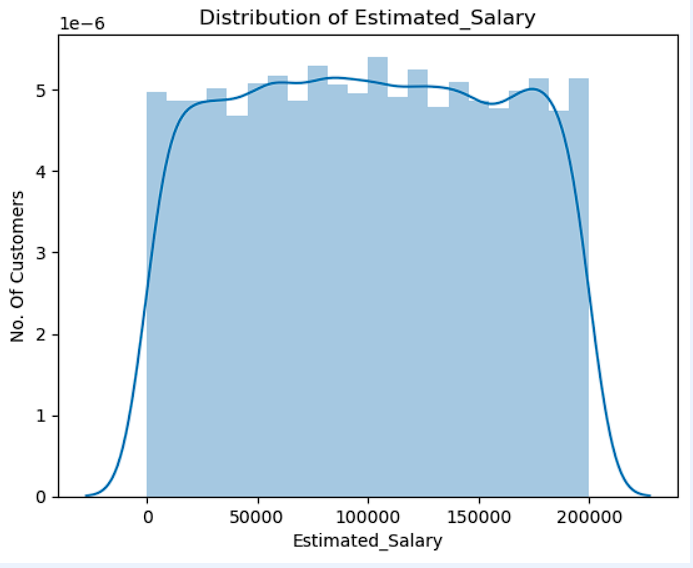 Distribution of Estimated_Salary
1e−6
5
4
3
2
1
0
No. Of Customers
0 50000 100000 150000 200000
Estimated_Salary